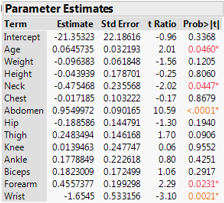 Parameter Estimates
Term Estimate Std Error t Ratio Prob>|t|
Intercept -21.35323 22.18616 -0.96 0.3368
Age 0.0645735 0.032193 2.01 0.0460*
Weight -0.096383 0.061848 -1.56 0.1205
Height -0.043939 0.178701 -0.25 0.8060
Neck -0.475468 0.235568 -2.02 0.0447*
Chest -0.017185 0.103222 -0.17 0.8679
Abdomen 0.9549972 0.090165 10.59 <.0001*
Hip -0.188586 0.144791 -1.30 0.1940
Thigh 0.2483494 0.146168 1.70 0.0906
Knee 0.0139463 0.247747 0.06 0.9552
Ankle 0.1778849 0.222618 0.80 0.4251
Biceps 0.1823009 0.172499 1.06 0.2917
Forearm 0.4557377 0.199298 2.29 0.0231*
Wrist -1.6545 0.533156 -3.10 0.0021*